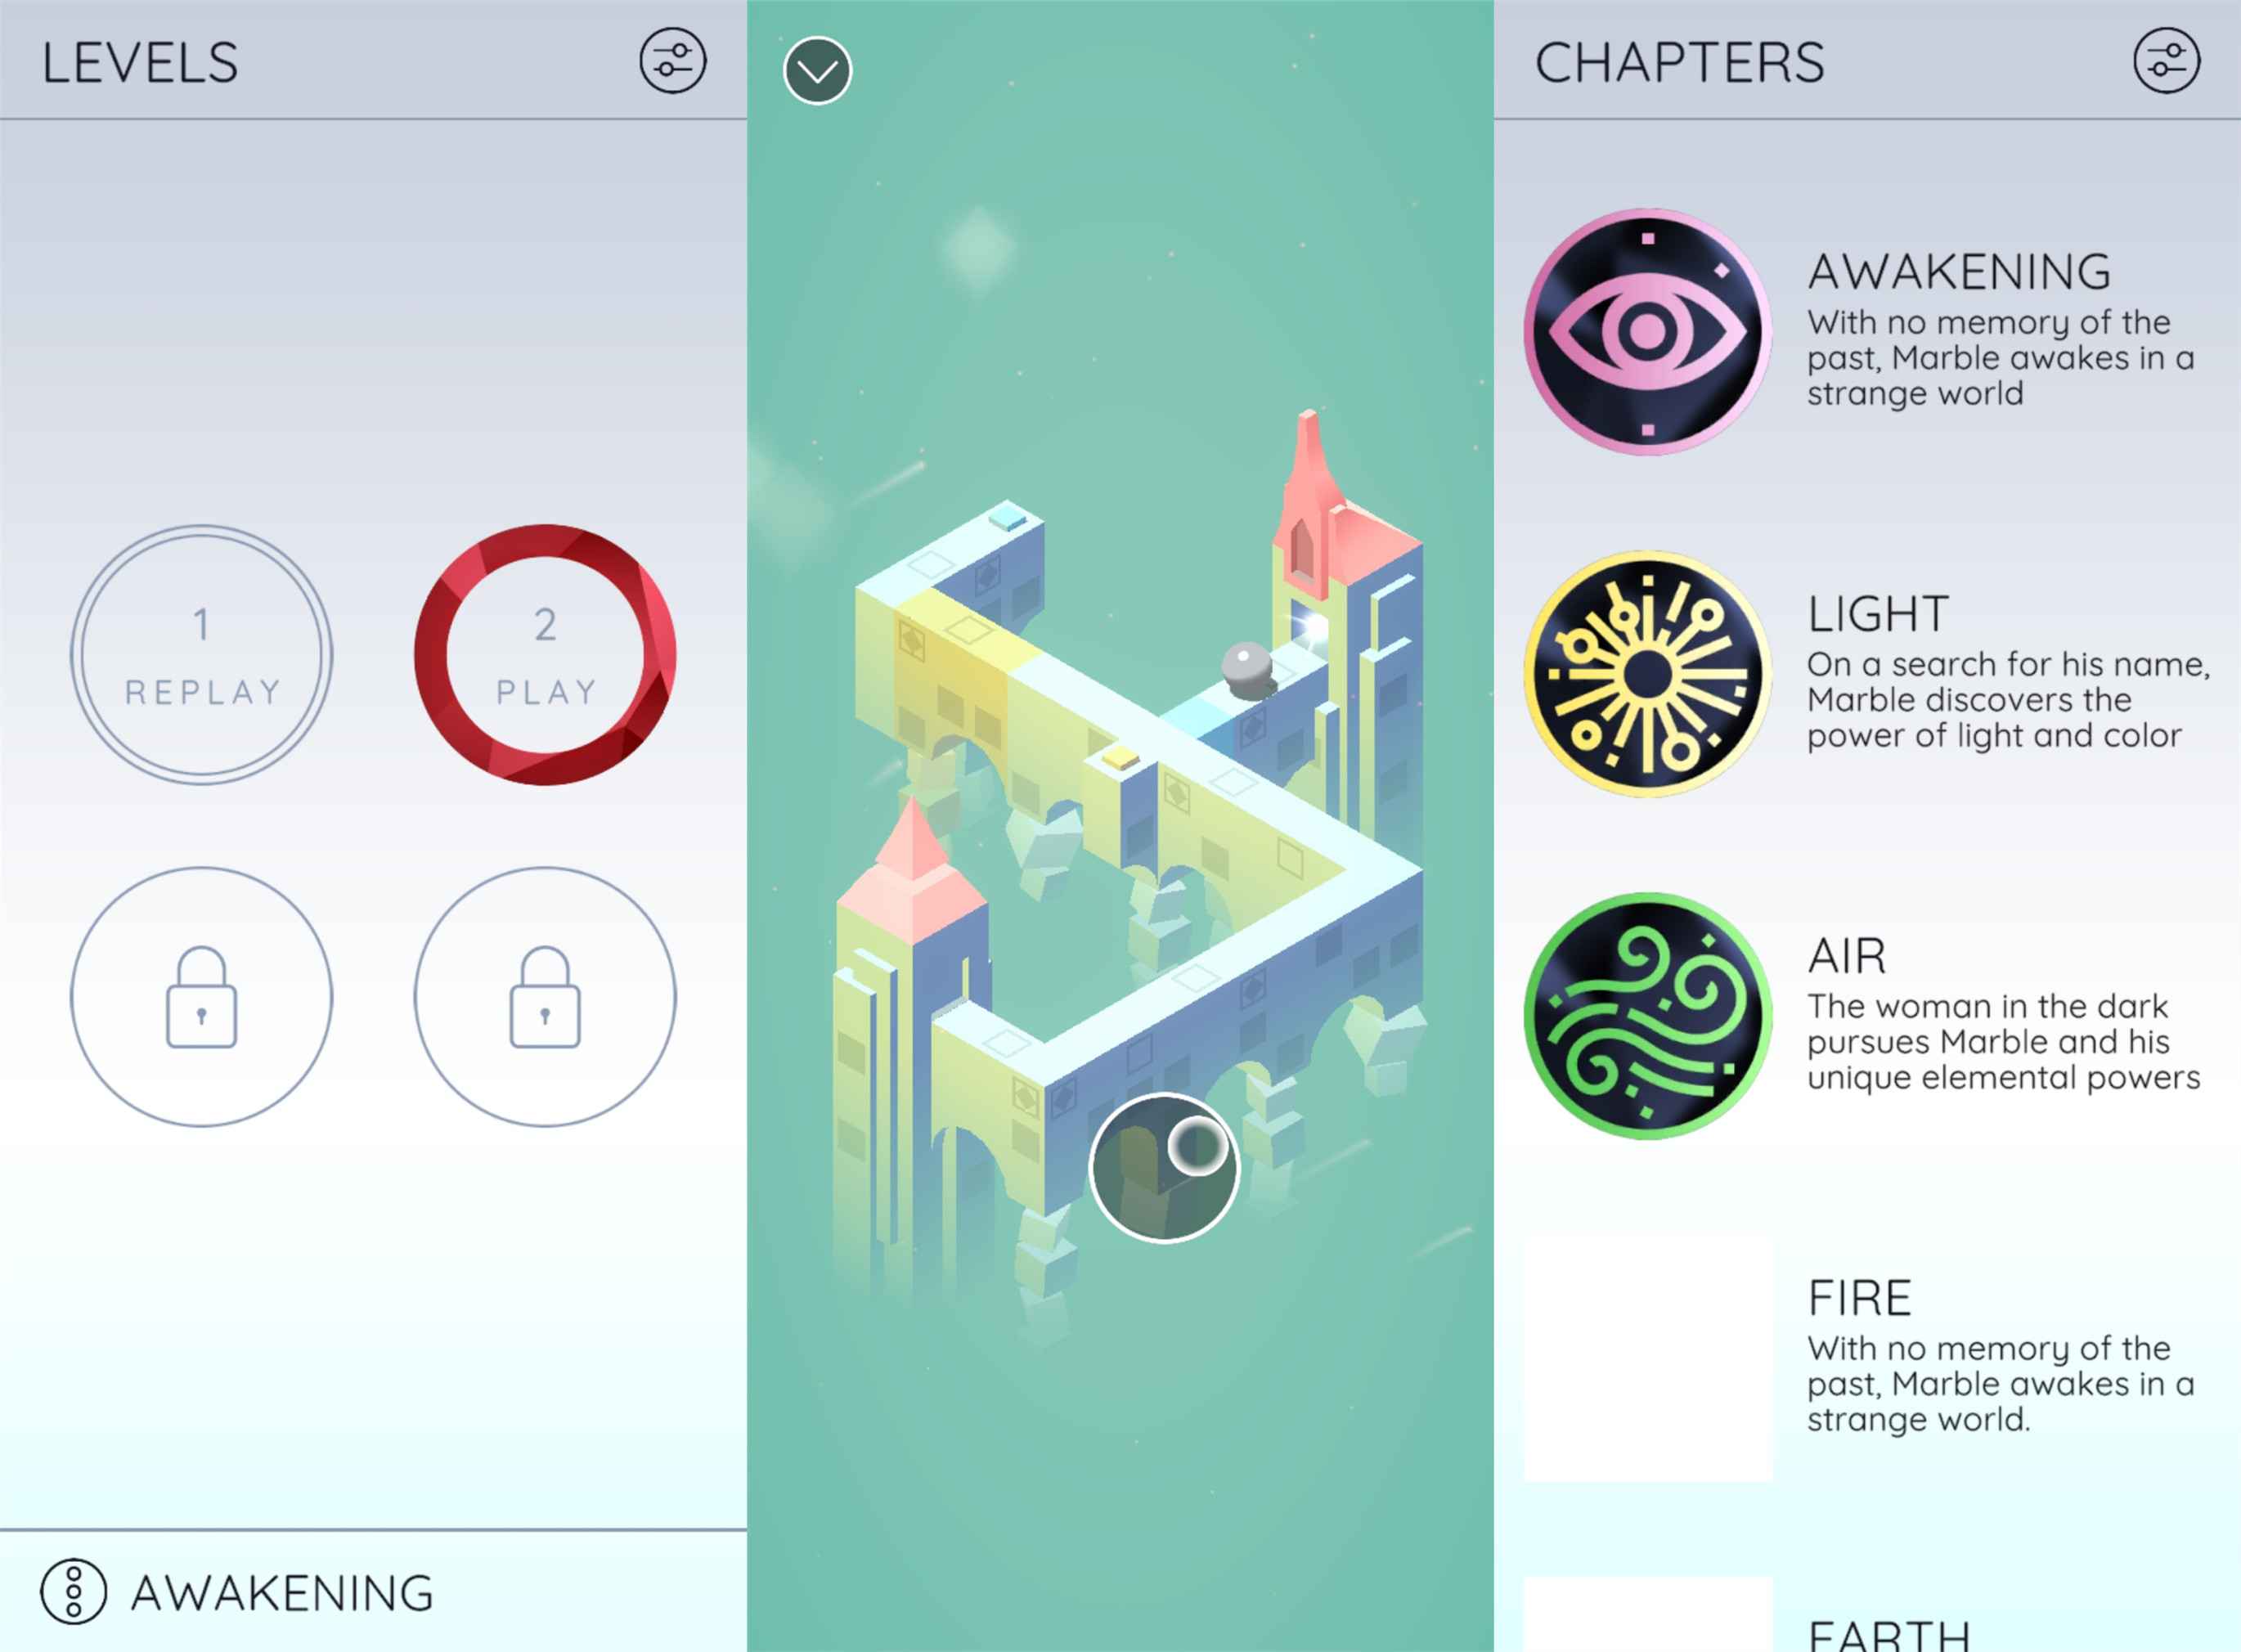 LEVELS
1
REPLAY
2
PLAY
AWAKENING
CHAPTERS
AWAKENING
With no memory of the
past, Marble awakes in a
strange world
LIGHT
On a search for his name,
Marble discovers the
power of light and color
AIR
The woman in the dark
pursues Marble and his
unique elemental powers
FIRE
With no memory of the
past, Marble awakes in a
strange world.
EARTH